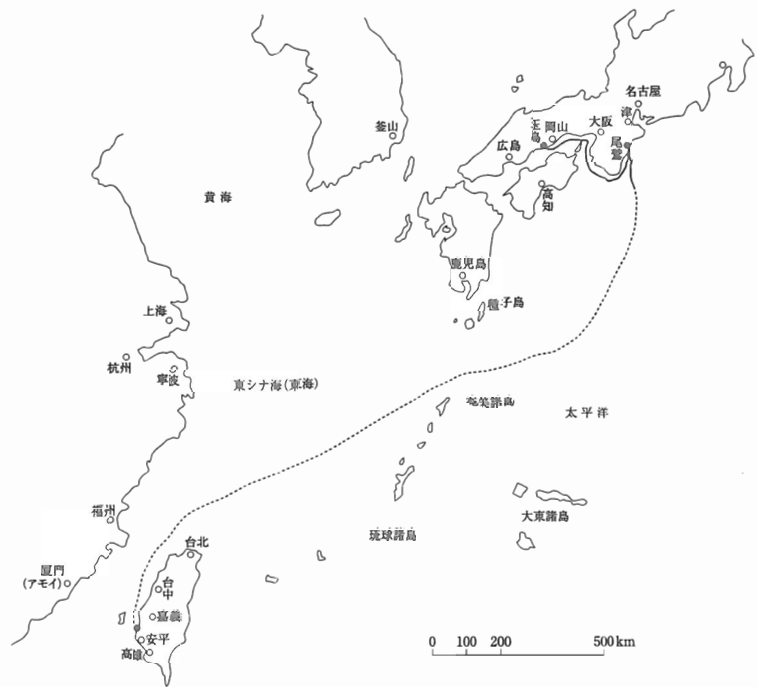 名古屋
津
大阪
岡山
玉島
尾鷲
広島
釜山
高知
黄海
鹿児島
種子島
上海
杭州
寧波
東シナ海(東海)
奄美諸島
太平洋
福州
大東諸島
琉球諸島
台北
厦門
(アモイ)
台中
嘉義
安平
高雄
0 100 200 500km